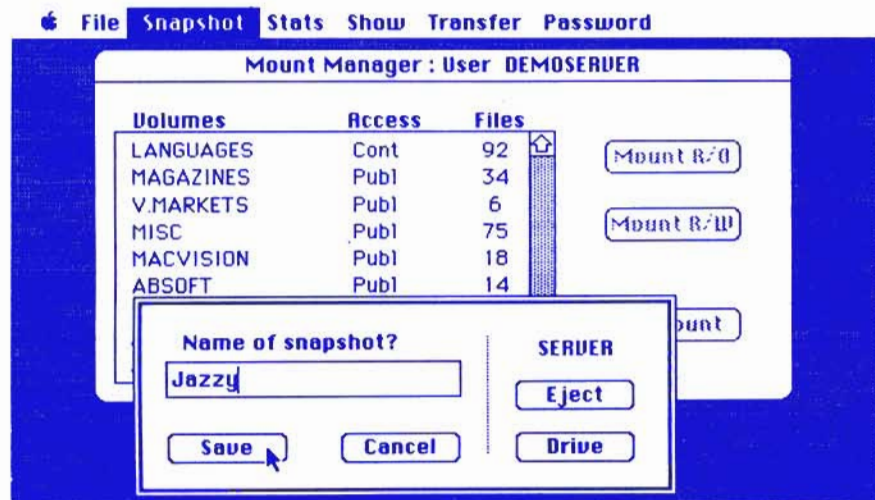 File Snapshot Stats Show Transfer Password
Mount Manager : User DEMOSERVER
Volumes Access Files
LANGUAGES Cont 92
MAGAZINES Publ 34
V.MARKETS Publ 6
MISC Publ 75
MACVISION Publ 18
ABSOFT Publ 14
Mount R/O
Mount R/W
Name of snapshot?
Jazzy
Save
Cancel
SERVER
Eject
Drive